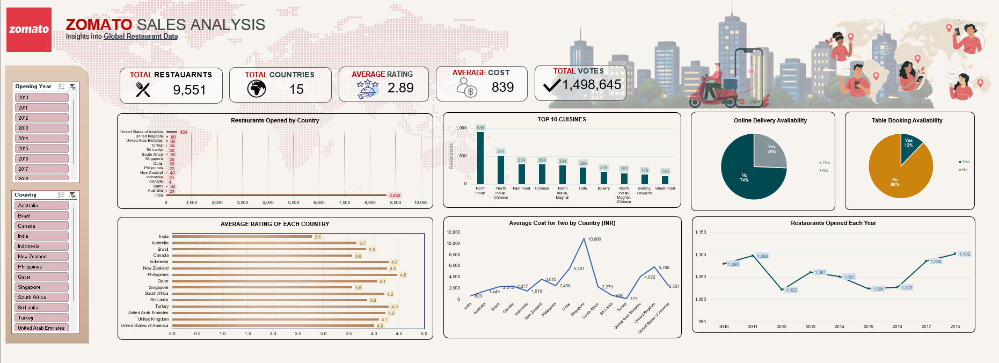 zomato
ZOMATO SALES ANALYSIS
Insights into Global Restaurant Data
TOTAL RESTAUARNTS
9,551
TOTAL COUNTRIES
15
AVERAGE RATING
2.89
AVERAGE COST
839
TOTAL VOTES
1,498,645
Opening Year
2010
2011
2012
2013
2014
2015
2016
2017
2018
Country
Australia
Brazil
Canada
India
Indonesia
New Zealand
Philippines
Qatar
Singapore
South Africa
Sri Lanka
Turkey
United Arab Emirates
Restaurants Opened by Country
United States of America 434
United Kingdom 80
United Arab Emirates 60
Turkey 34
Sri Lanka 20
South Africa 60
Singapore 20
Qatar 20
Philippines 22
New Zealand 40
Indonesia 21
Canada 4
Brazil 60
Australia 24
India 8,652
0 1,000 2,000 3,000 4,000 5,000 6,000 7,000 8,000 9,000 10,000
TOP 10 CUISINES
Restaurants
1,000
500
0
936 511 354 354 334 299 218 197 170 149
North Indian
North Indian, Chinese
Fast Food
Chinese
North Indian, Mughlai
Cafe
Bakery
North Indian, Mughlai, Chinese
Bakery, Desserts
Street Food
Online Delivery Availability
Yes
26%
No
74%
Yes
No
Table Booking Availability
Yes
12%
No
88%
Yes
No
AVERAGE RATING OF EACH COUNTRY
India 2.8
Australia 3.7
Brazil 3.8
Canada 3.6
Indonesia 4.3
New Zealand 4.3
Philippines 4.5
Qatar 4.1
Singapore 3.6
South Africa 4.2
Sri Lanka 3.9
Turkey 4.3
United Arab Emirates 4.2
United Kingdom 4.1
United States of America 4.0
0.0 0.5 1.0 1.5 2.0 2.5 3.0 3.5 4.0 4.5 5.0
Average Cost for Two by Country (INR)
12,000
10,000
8,000
6,000
4,000
2,000
0
623 1,445 2,213 2,377 1,518 3,610 2,458 5,531 10,890 2,279 689 177 4,072 5,786 2,351
India
Australia
Brazil
Canada
Indonesia
New Zealand
Philippines
Qatar
Singapore
South Africa
Sri Lanka
Turkey
United Arab Emirates
United Kingdom
United States of America
Restaurants Opened Each Year
1,150
1,100
1,050
1,000
950
1,080 1,098 1,022 1,061 1,051 1,024 1,027 1,086 1,102
2010 2011 2012 2013 2014 2015 2016 2017 2018